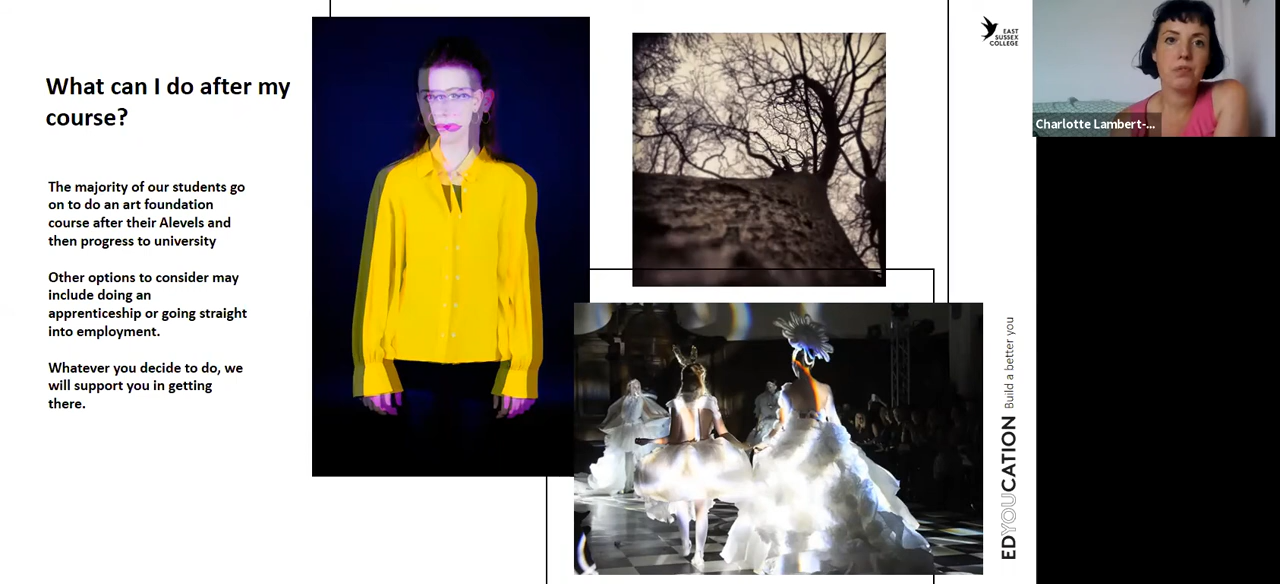 What can I do after my
course?
The majority of our students go
on to do an art foundation
course after their Alevels and
then progress to university
Other options to consider may
include doing an
apprenticeship or going straight
into employment.
Whatever you decide to do, we
will support you in getting
there.
EAST
SUSSEX
COLLEGE
Charlotte Lambert-...
EDYOUCATION Build a better you